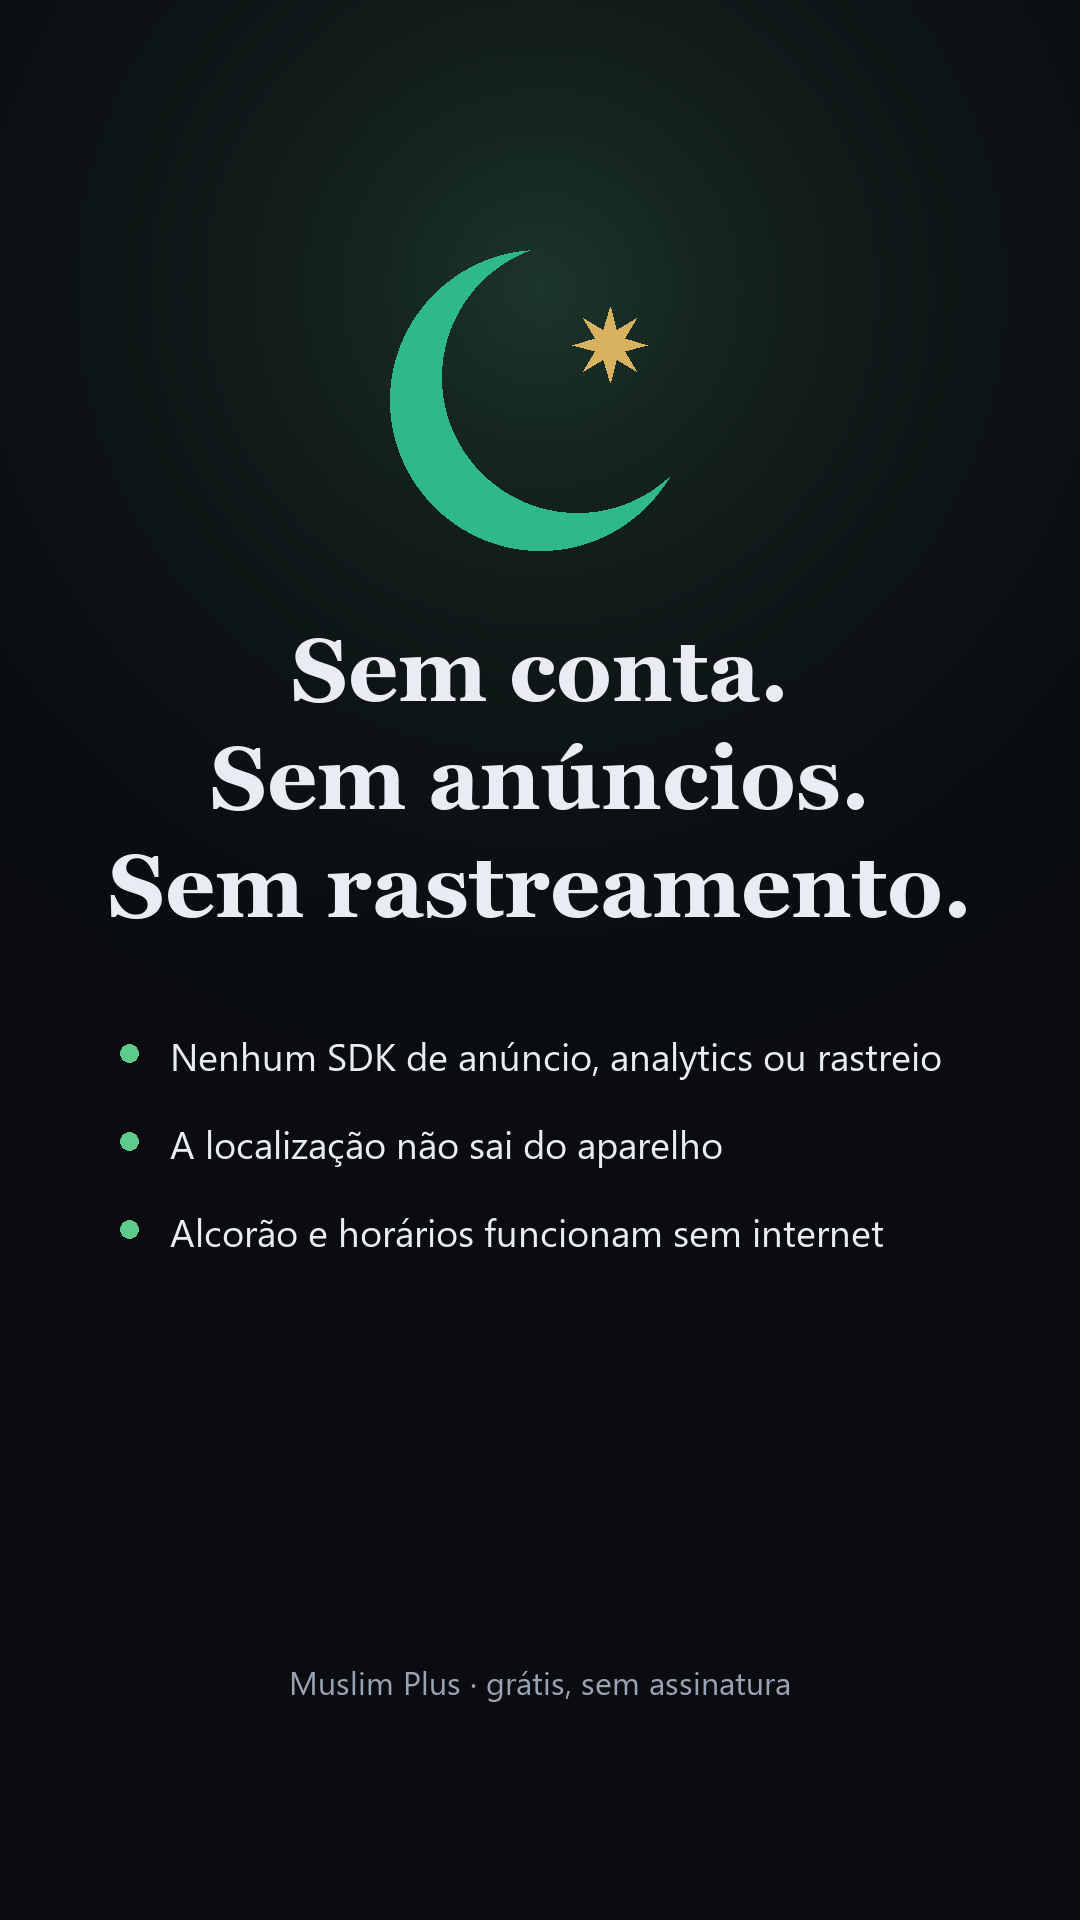 Sem conta.
Sem anúncios.
Sem rastreamento.
Nenhum SDK de anúncio, analytics ou rastreio
A localização não sai do aparelho
Alcorão e horários funcionam sem internet
Muslim Plus · grátis, sem assinatura